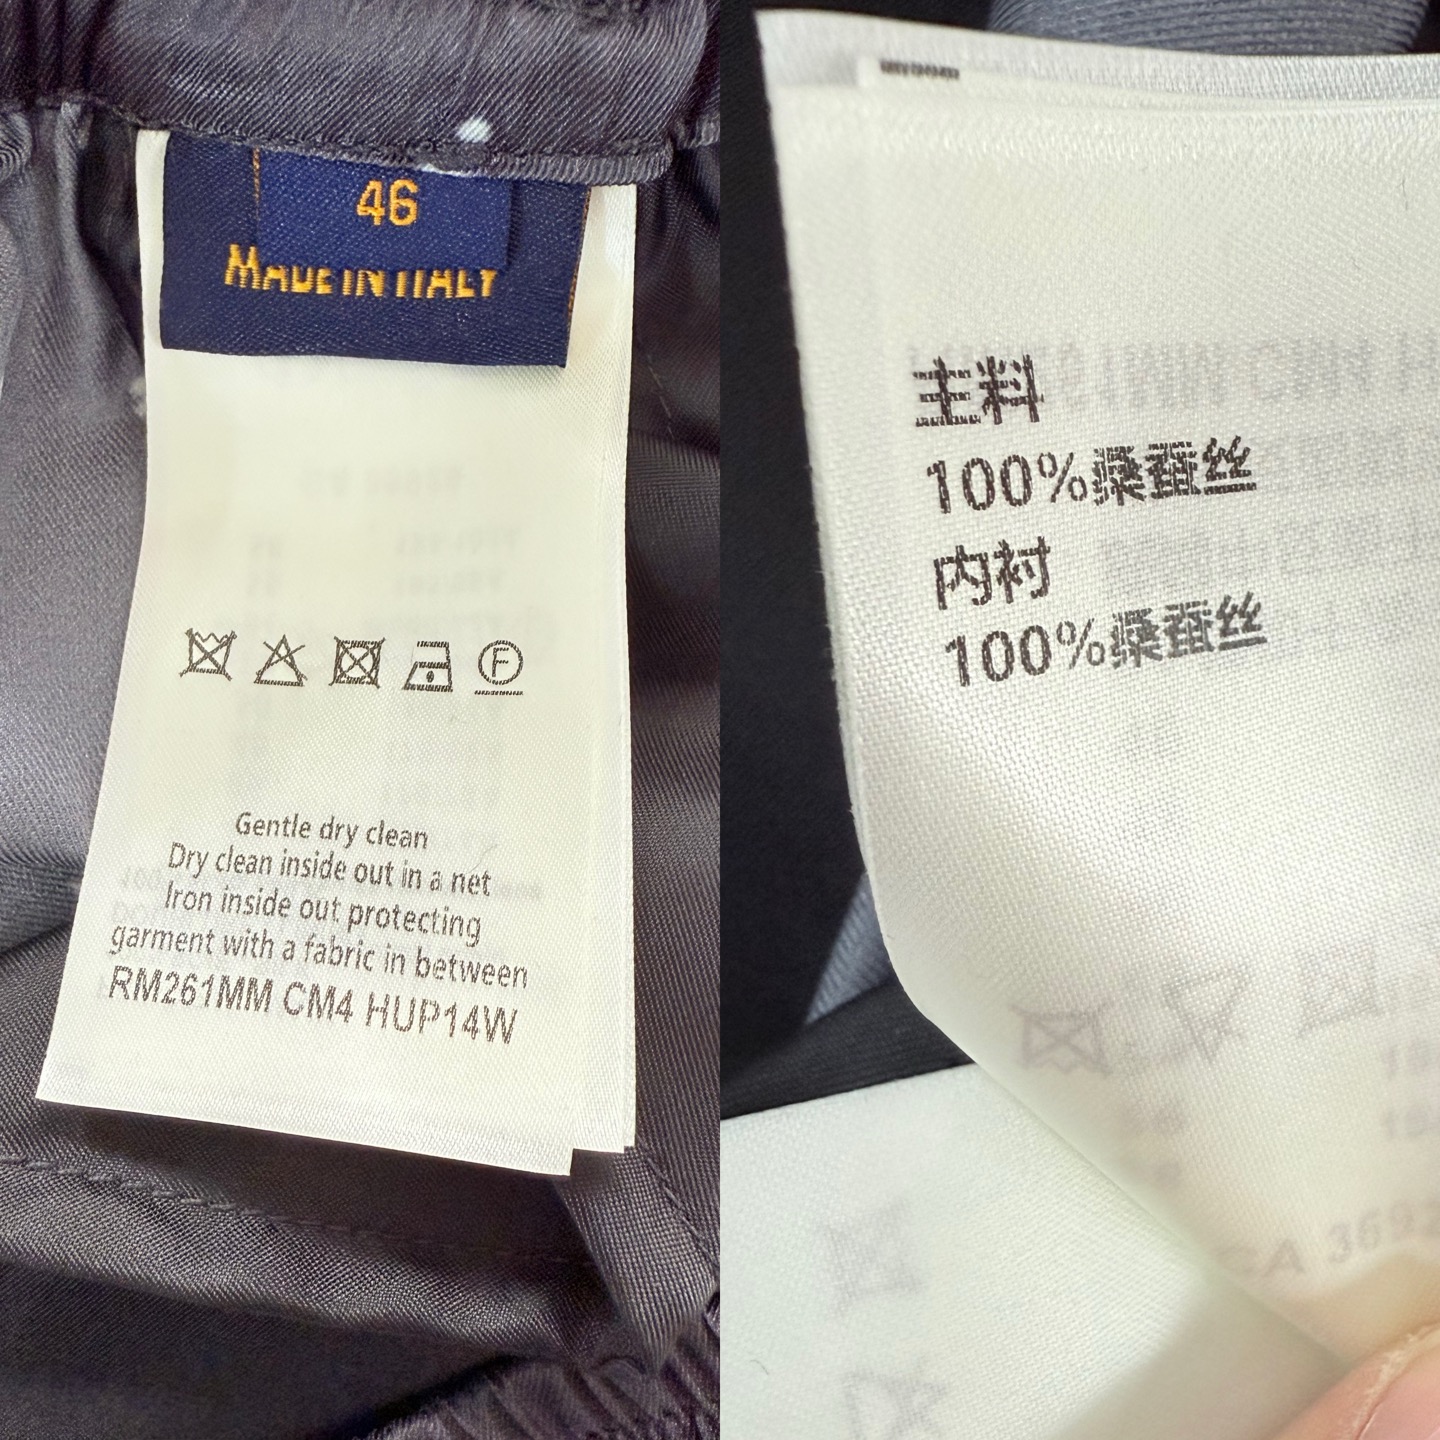 46
MADE IN ITALY
F
Gentle dry clean
Dry clean inside out in a net
Iron inside out protecting
garment with a fabric in between
RM261MM CM4 HUP14W
主料
100%桑蚕丝
内衬
100%桑蚕丝